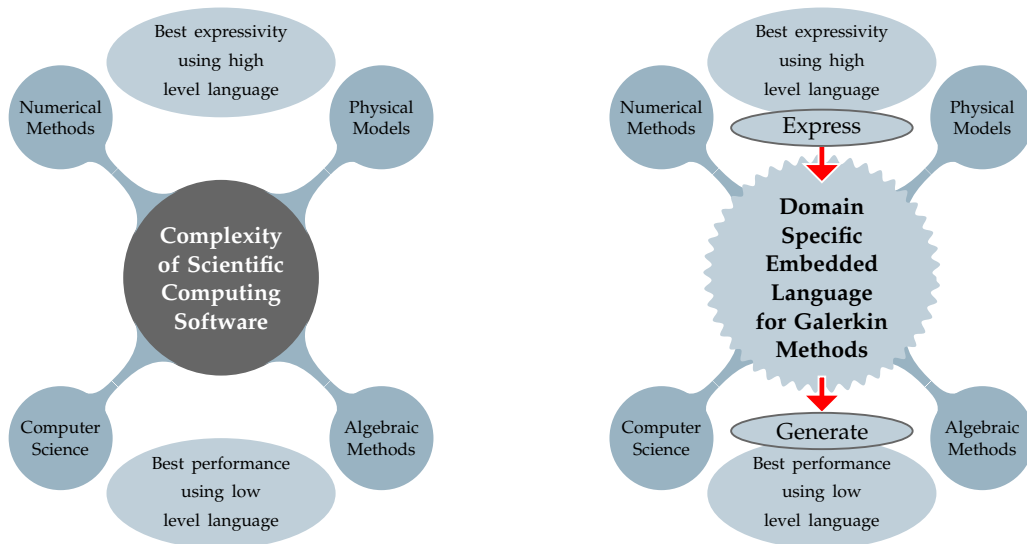 Best expressivity
using high
level language
Numerical
Methods
Physical
Models
Complexity
of Scientific
Computing
Software
Computer
Science
Algebraic
Methods
Best performance
using low
level language
Best expressivity
using high
level language
Numerical
Methods
Physical
Models
Express
Domain
Specific
Embedded
Language
for Galerkin
Methods
Computer
Science
Generate
Algebraic
Methods
Best performance
using low
level language